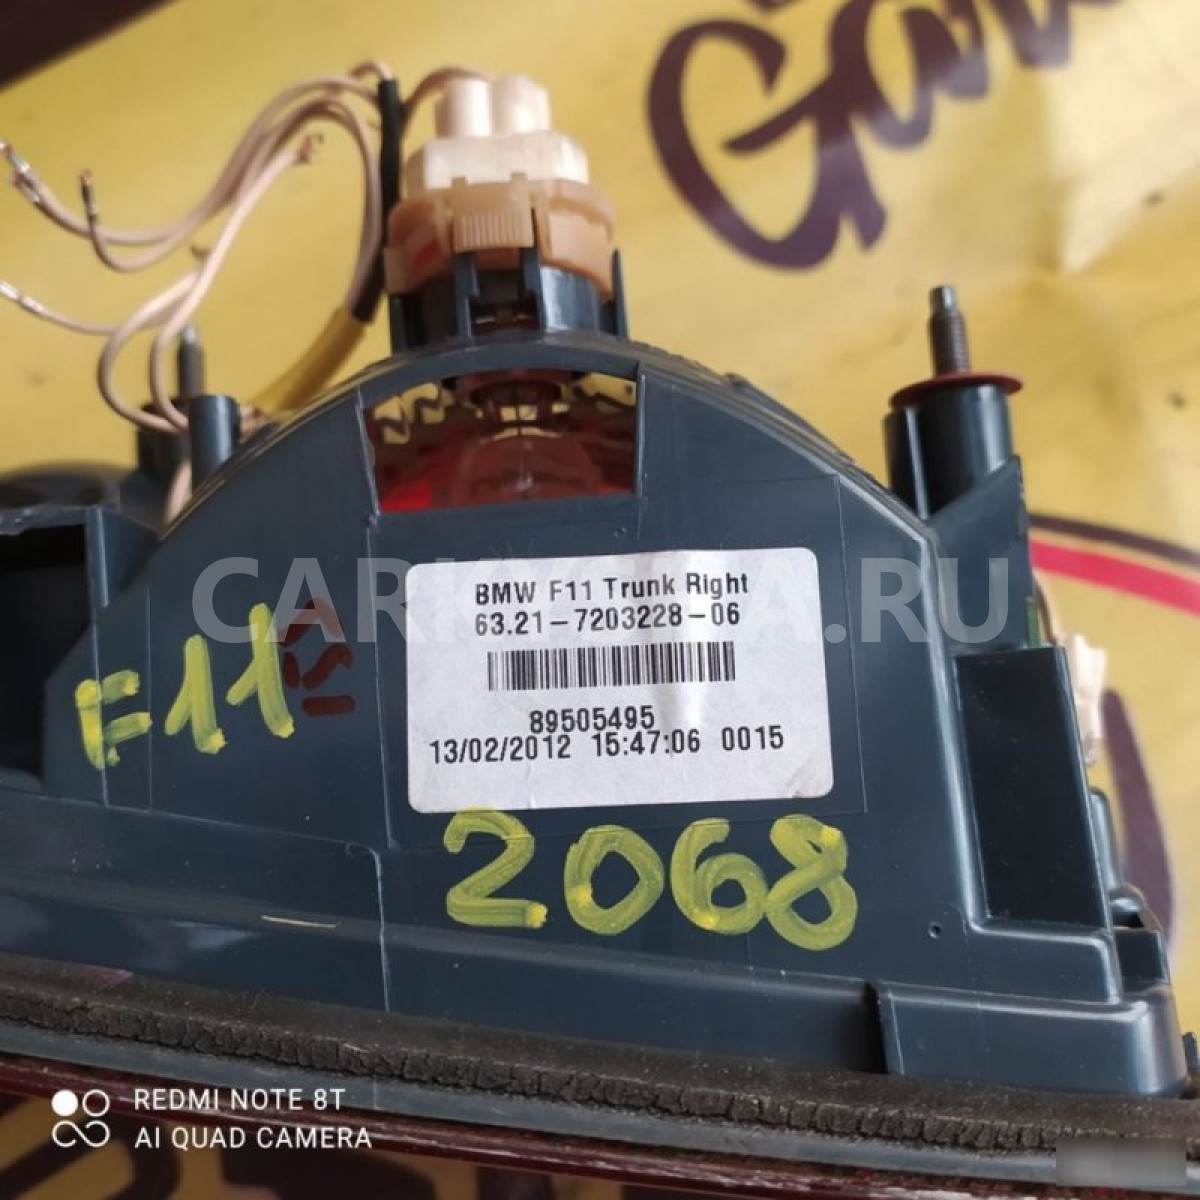 BMW F11 Trunk Right
63.21-7203228-06
89505495
13/02/2012 15:47:06 0015
F11
2068
CARKYCHA.RU
REDMI NOTE 8T
AI QUAD CAMERA